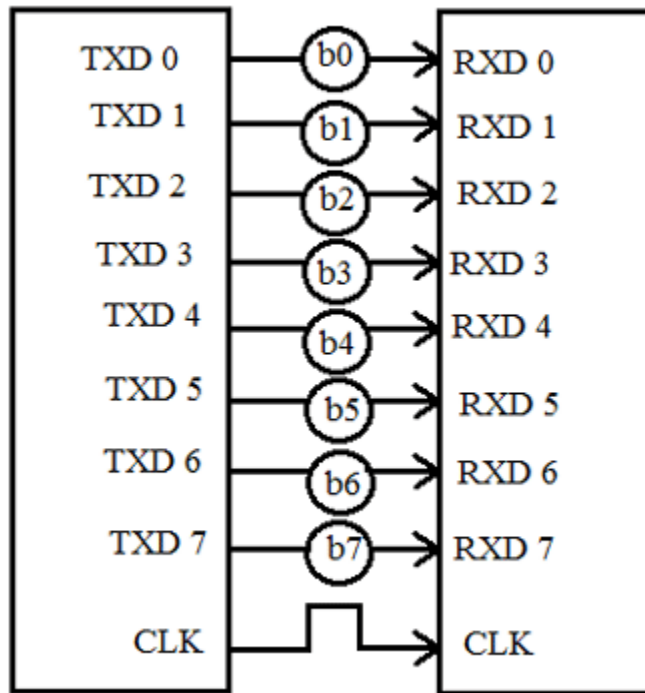 TXD 0 b0 RXD 0
TXD 1 b1 RXD 1
TXD 2 b2 RXD 2
TXD 3 b3 RXD 3
TXD 4 b4 RXD 4
TXD 5 b5 RXD 5
TXD 6 b6 RXD 6
TXD 7 b7 RXD 7
CLK CLK